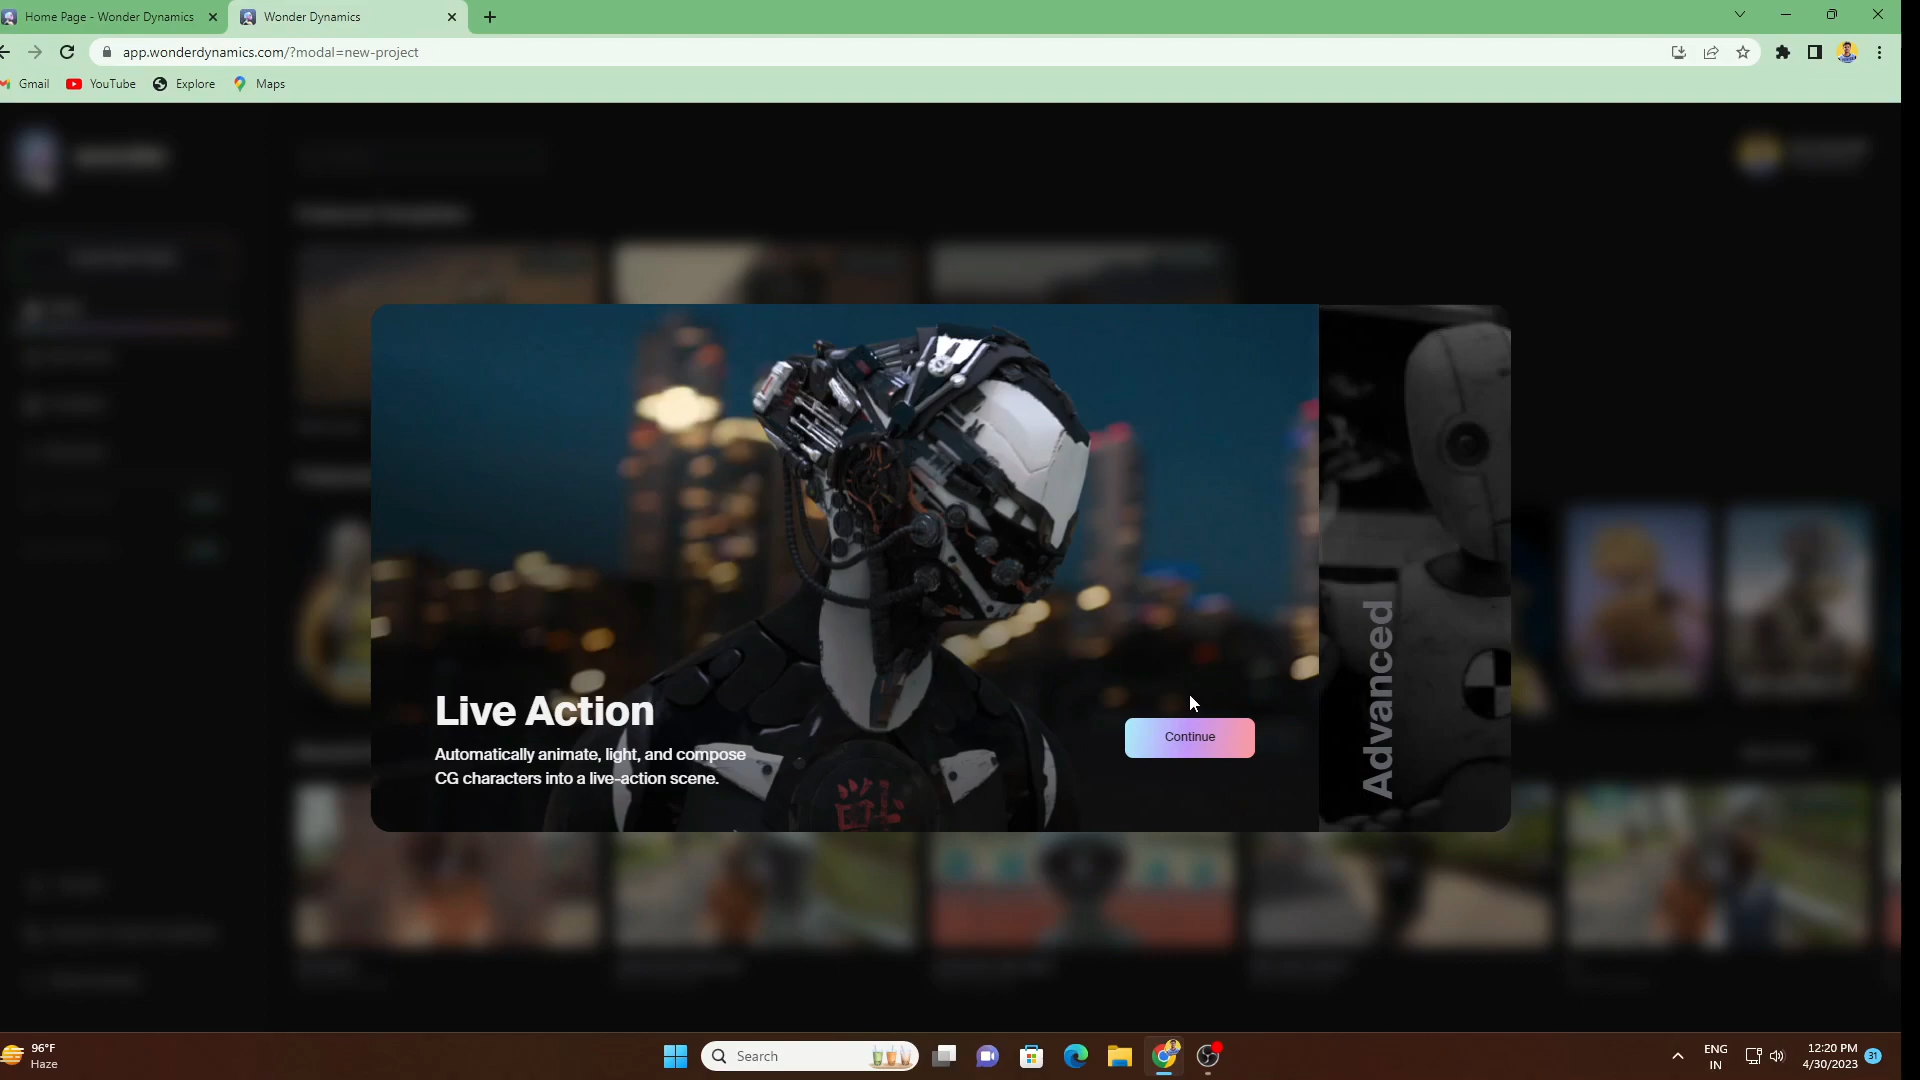 Home Page - Wonder Dynamics
Wonder Dynamics
app.wonderdynamics.com/?modal=new-project
Gmail
YouTube
Explore
Maps
Live Action
Automatically animate, light, and compose
CG characters into a live-action scene.
Continue
Advanced
獣
96°F
Haze
Search
ENG
IN
12:20 PM
4/30/2023
31